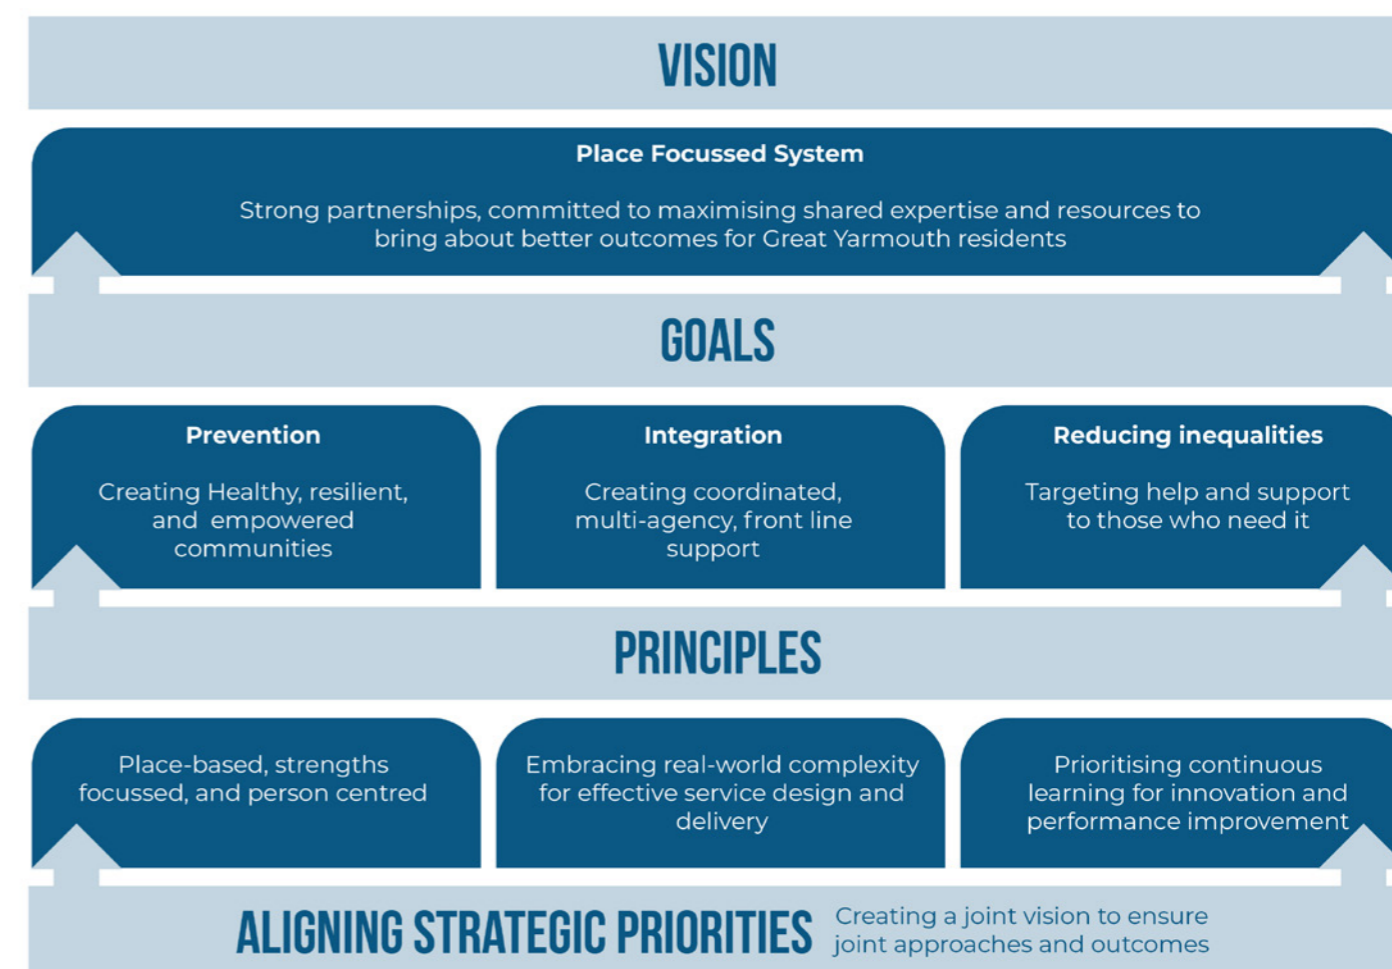 VISION
Place Focussed System
Strong partnerships, committed to maximising shared expertise and resources to
bring about better outcomes for Great Yarmouth residents
GOALS
Prevention
Creating Healthy, resilient,
and empowered
communities
Integration
Creating coordinated,
multi-agency, front line
support
Reducing inequalities
Targeting help and support
to those who need it
PRINCIPLES
Place-based, strengths
focussed, and person centred
Embracing real-world complexity
for effective service design and
delivery
Prioritising continuous
learning for innovation and
performance improvement
ALIGNING STRATEGIC PRIORITIES
Creating a joint vision to ensure
joint approaches and outcomes